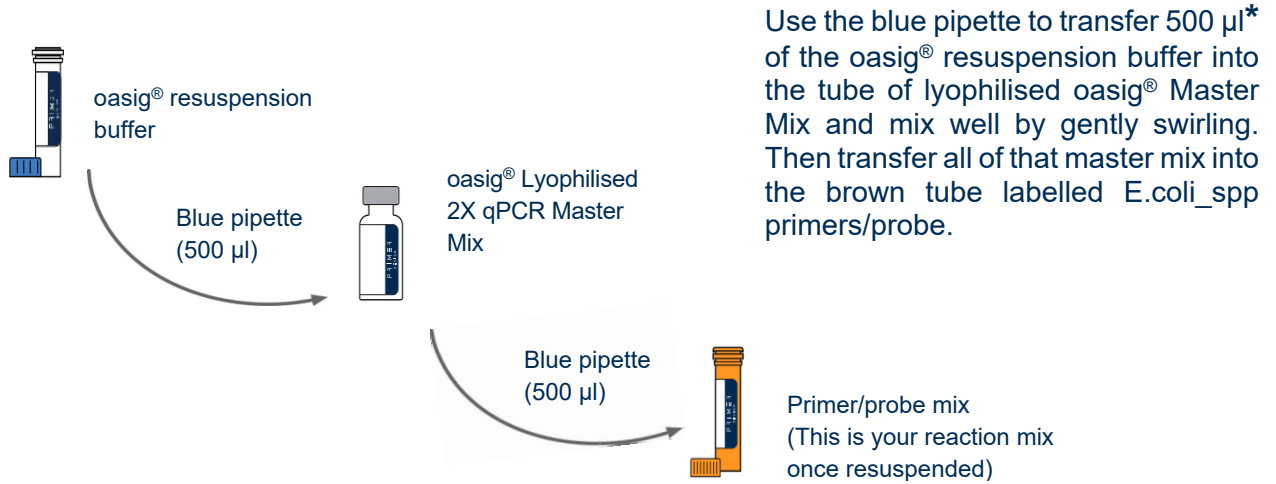 Use the blue pipette to transfer 500 µl*
of the oasig® resuspension buffer into
the tube of lyophilised oasig® Master
Mix and mix well by gently swirling.
Then transfer all of that master mix into
the brown tube labelled E.coli_spp
primers/probe.
oasig® resuspension
buffer
Blue pipette
(500 µl)
oasig® Lyophilised
2X qPCR Master
Mix
Blue pipette
(500 µl)
Primer/probe mix
(This is your reaction mix
once resuspended)
PRIMER
PRIMER
PRIMER